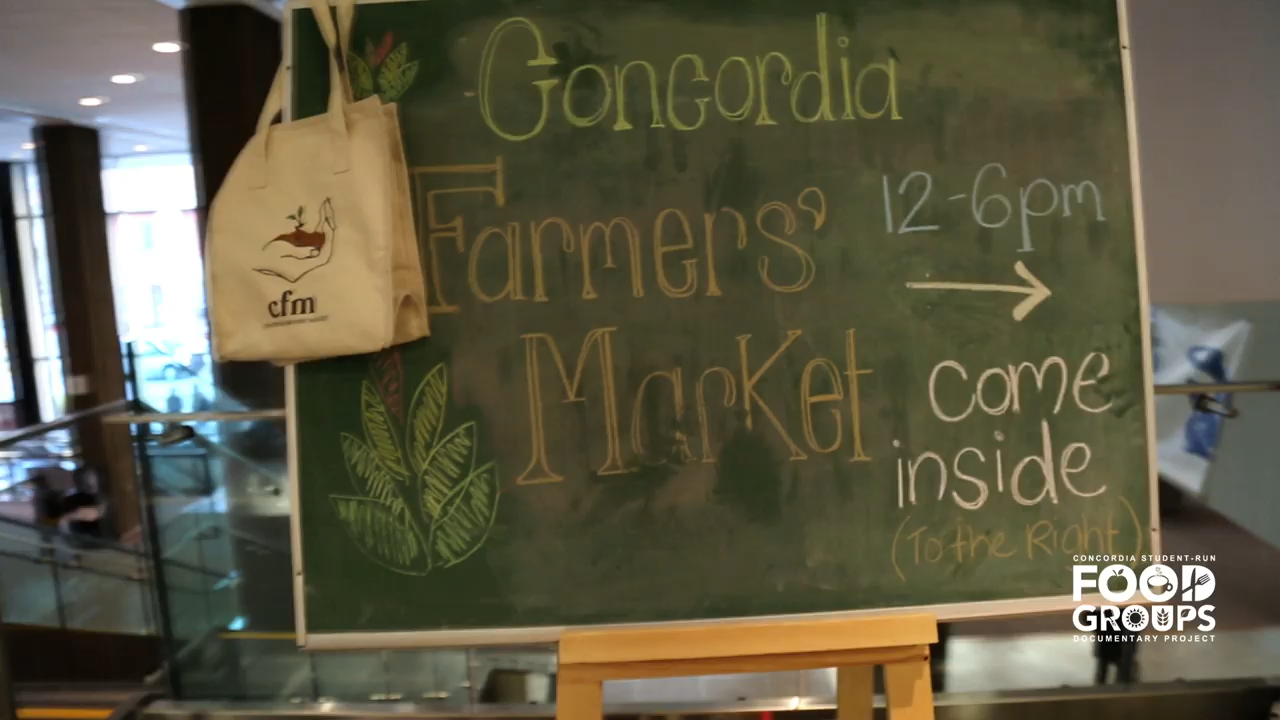 Concordia
Farmers'
Market
12-6pm
come
inside
(To the Right)
cfm
CONCORDIA STUDENT-RUN
FOOD
GROUPS
DOCUMENTARY PROJECT